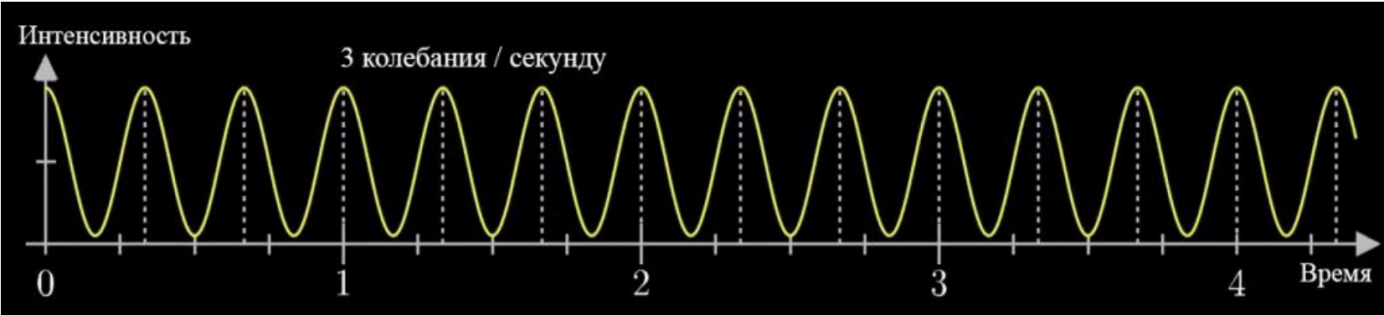 Интенсивность
3 колебания / секунду
0 1 2 3 4
Время